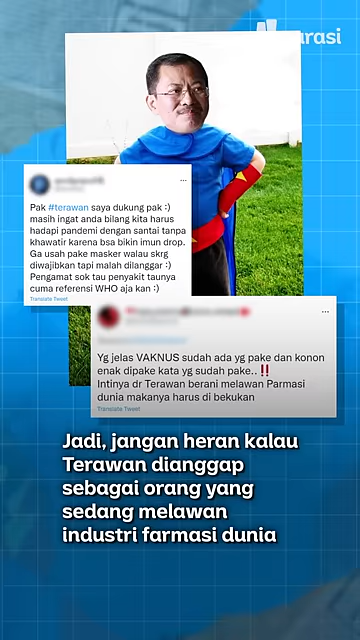 arasi
Pak #terawan saya dukung pak :)
masih ingat anda bilang kita harus
hadapi pandemi dengan santai tanpa
khawatir karena bsa bikin imun drop.
Ga usah pake masker walau skrg
diwajibkan tapi malah dilanggar :)
Pengamat sok tau penyakit taunya
cuma referensi WHO aja kan :)
Translate Tweet
Yg jelas VAKNUS sudah ada yg pake dan konon
enak dipake kata yg sudah pake..‼️
Intinya dr Terawan berani melawan Parmasi
dunia makanya harus di bekukan
Translate Tweet
Jadi, jangan heran kalau
Terawan dianggap
sebagai orang yang
sedang melawan
industri farmasi dunia